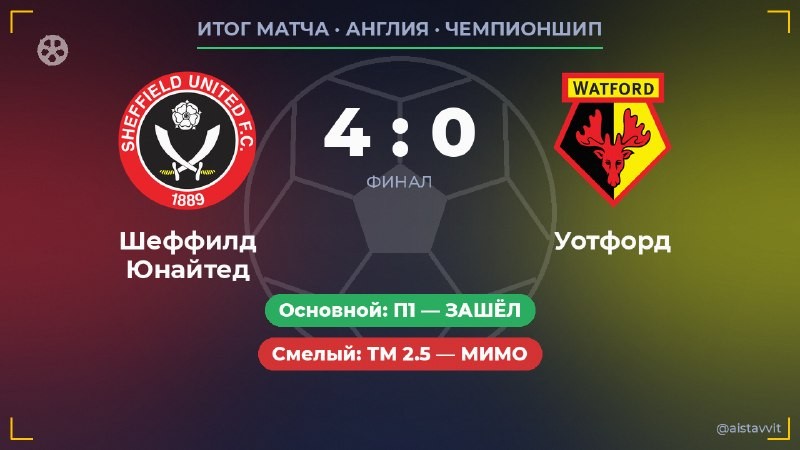 ИТОГ МАТЧА · АНГЛИЯ · ЧЕМПИОНШИП
SHEFFIELD UNITED F.C.
1889
WATFORD
4 : 0
ФИНАЛ
Шеффилд
Юнайтед
Уотфорд
Основной: П1 — ЗАШЁЛ
Смелый: ТМ 2.5 — МИМО
@aistavvit